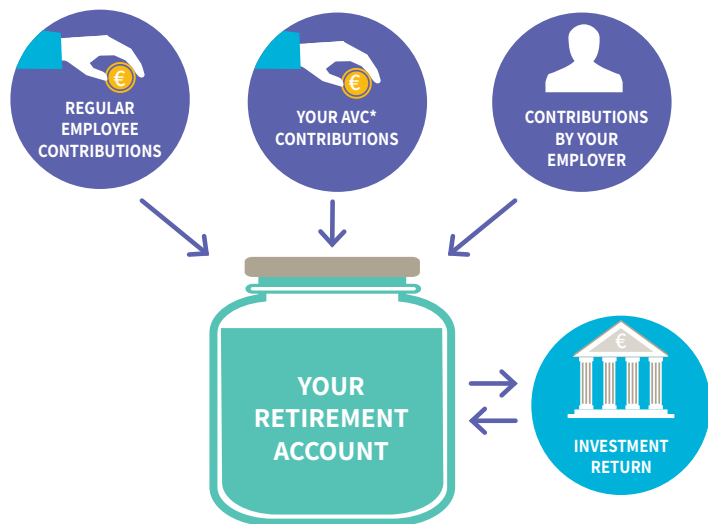 €
REGULAR
EMPLOYEE
CONTRIBUTIONS
€
YOUR AVC*
CONTRIBUTIONS
CONTRIBUTIONS
BY YOUR
EMPLOYER
YOUR
RETIREMENT
ACCOUNT
€
INVESTMENT
RETURN